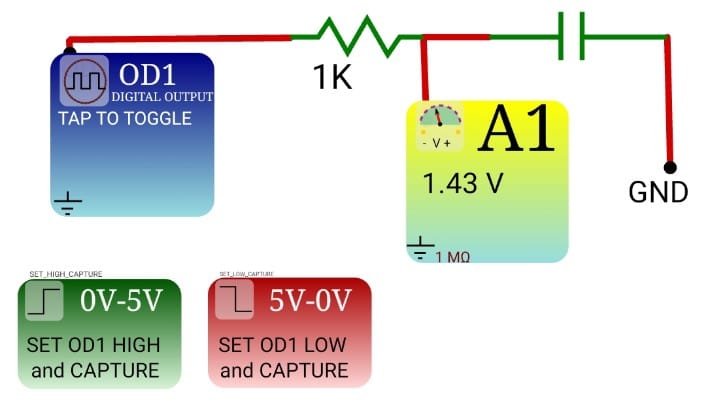 OD1
DIGITAL OUTPUT
TAP TO TOGGLE
1K
A1
- V +
1.43 V
1 MΩ
GND
SET_HIGH_CAPTURE
0V-5V
SET OD1 HIGH
and CAPTURE
SET_LOW_CAPTURE
5V-0V
SET OD1 LOW
and CAPTURE